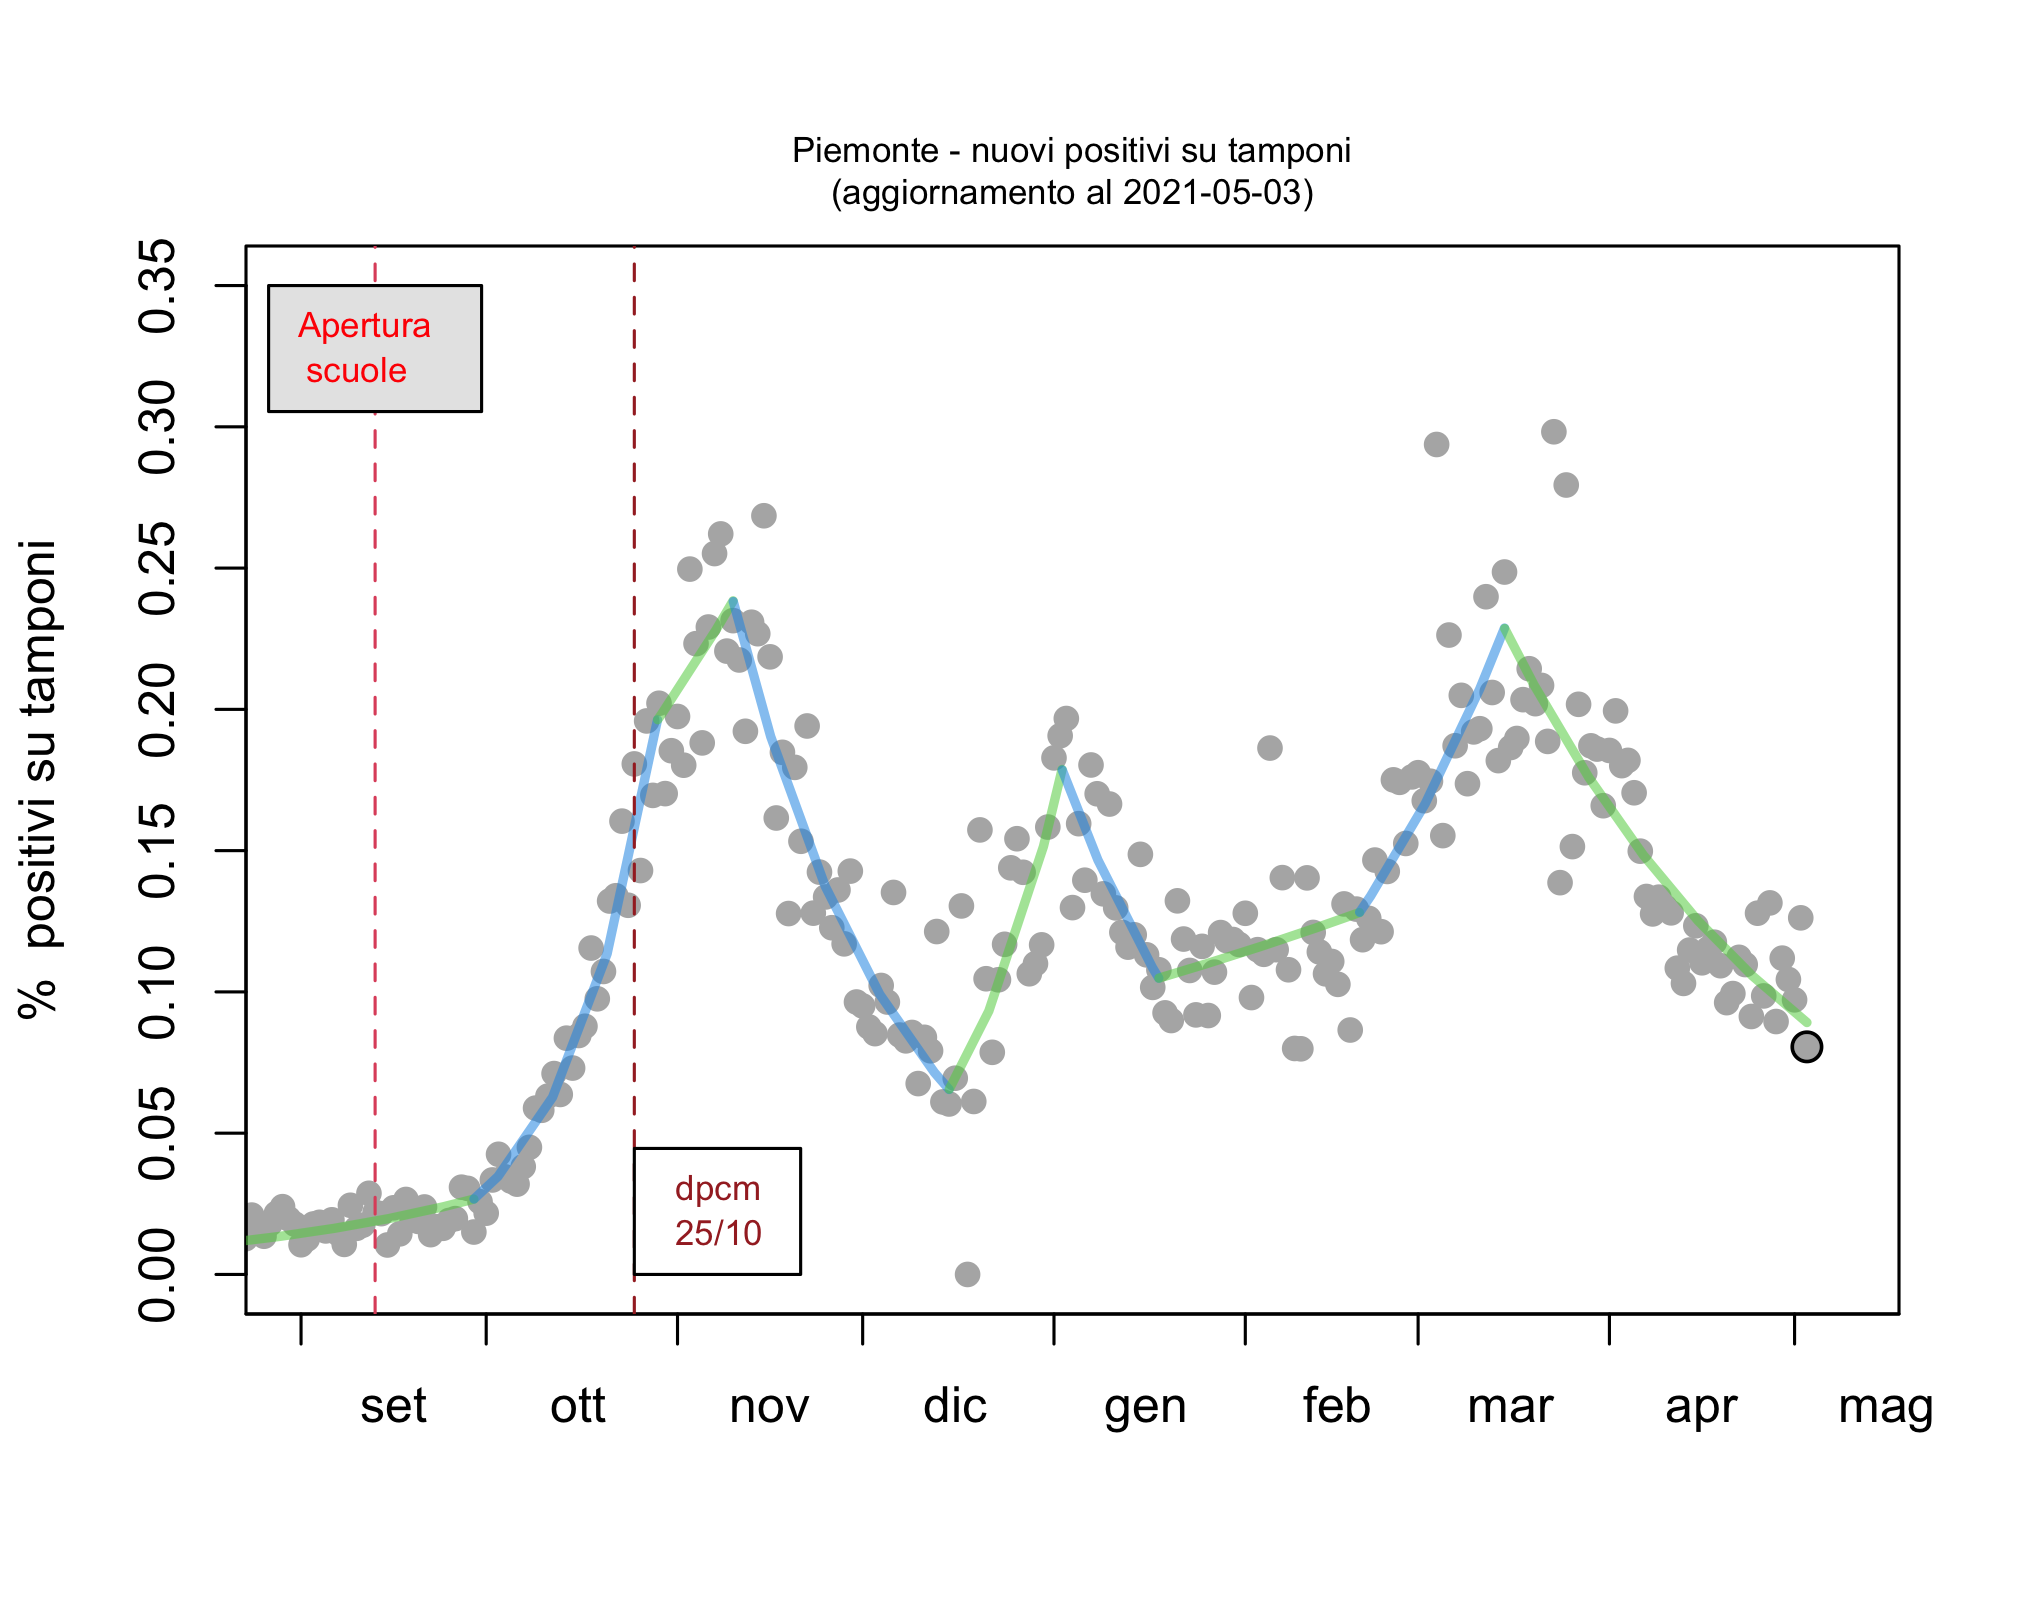 Piemonte - nuovi positivi su tamponi
(aggiornamento al 2021-05-03)
% positivi su tamponi
0.35
0.30
0.25
0.20
0.15
0.10
0.05
0.00
Apertura
scuole
dpcm
25/10
set ott nov dic gen feb mar apr mag